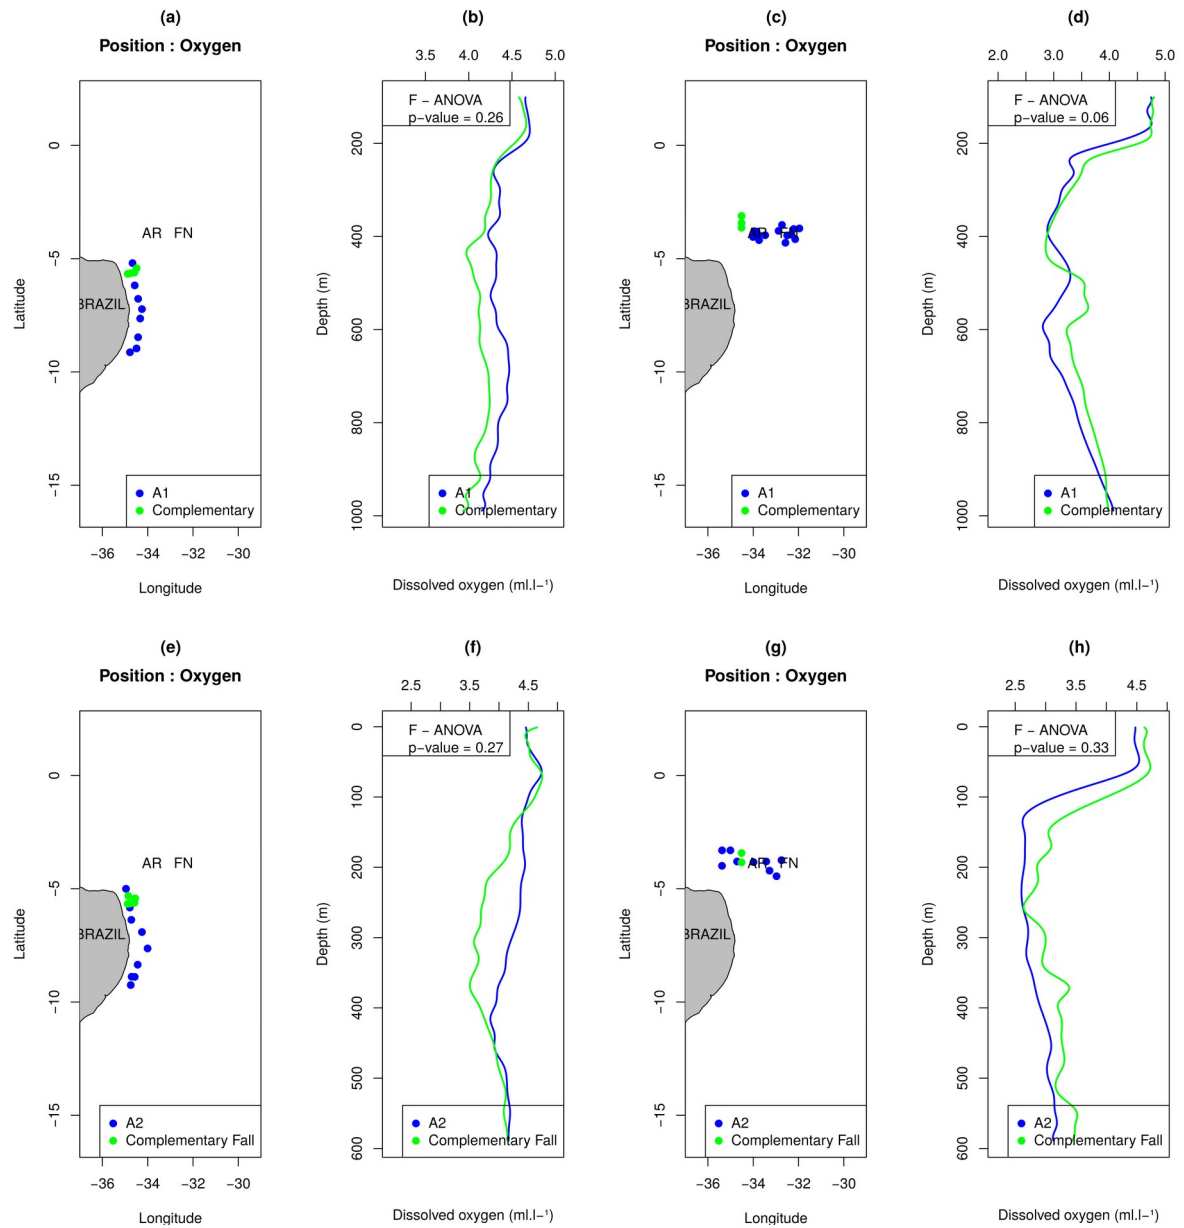 (a)
Position : Oxygen
0
−5
−10
−15
Latitude
AR FN
BRAZIL
A1
Complementary
−36 −34 −32 −30
Longitude
(b)
3.5 4.0 4.5 5.0
F − ANOVA
p−value = 0.26
200
400
600
800
1000
Depth (m)
A1
Complementary
Dissolved oxygen (ml.l−¹)
(c)
Position : Oxygen
0
−5
−10
−15
Latitude
AR FN
BRAZIL
A1
Complementary
−36 −34 −32 −30
Longitude
(d)
2.0 3.0 4.0 5.0
F − ANOVA
p−value = 0.06
200
400
600
800
1000
Depth (m)
A1
Complementary
Dissolved oxygen (ml.l−¹)
(e)
Position : Oxygen
0
−5
−10
−15
Latitude
AR FN
BRAZIL
A2
Complementary Fall
−36 −34 −32 −30
Longitude
(f)
2.5 3.5 4.5
F − ANOVA
p−value = 0.27
0
100
200
300
400
500
600
Depth (m)
A2
Complementary Fall
Dissolved oxygen (ml.l−¹)
(g)
Position : Oxygen
0
−5
−10
−15
Latitude
AR FN
BRAZIL
A2
Complementary Fall
−36 −34 −32 −30
Longitude
(h)
2.5 3.5 4.5
F − ANOVA
p−value = 0.33
0
100
200
300
400
500
600
Depth (m)
A2
Complementary Fall
Dissolved oxygen (ml.l−¹)